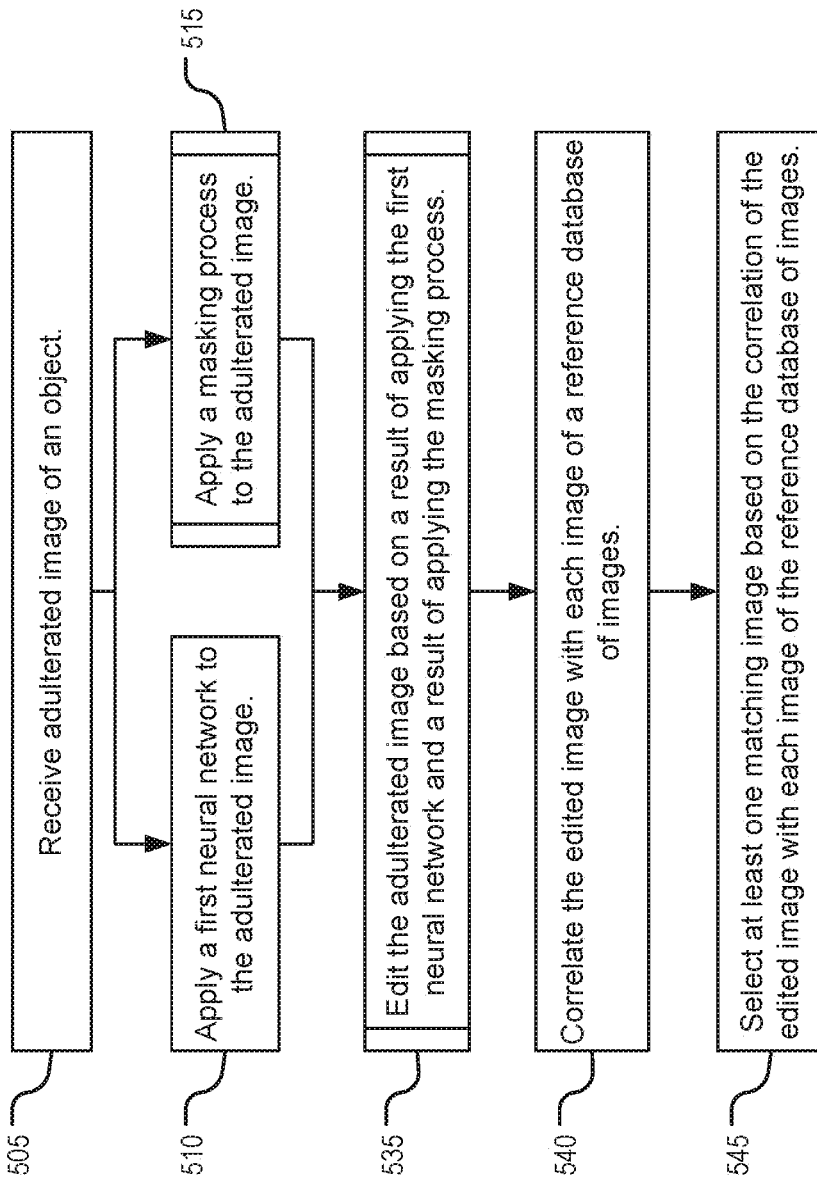 505
Receive adulterated image of an object.
510
Apply a first neural network to
the adulterated image.
515
Apply a masking process
to the adulterated image.
535
Edit the adulterated image based on a result of applying the first
neural network and a result of applying the masking process.
540
Correlate the edited image with each image of a reference database
of images.
545
Select at least one matching image based on the correlation of the
edited image with each image of the reference database of images.